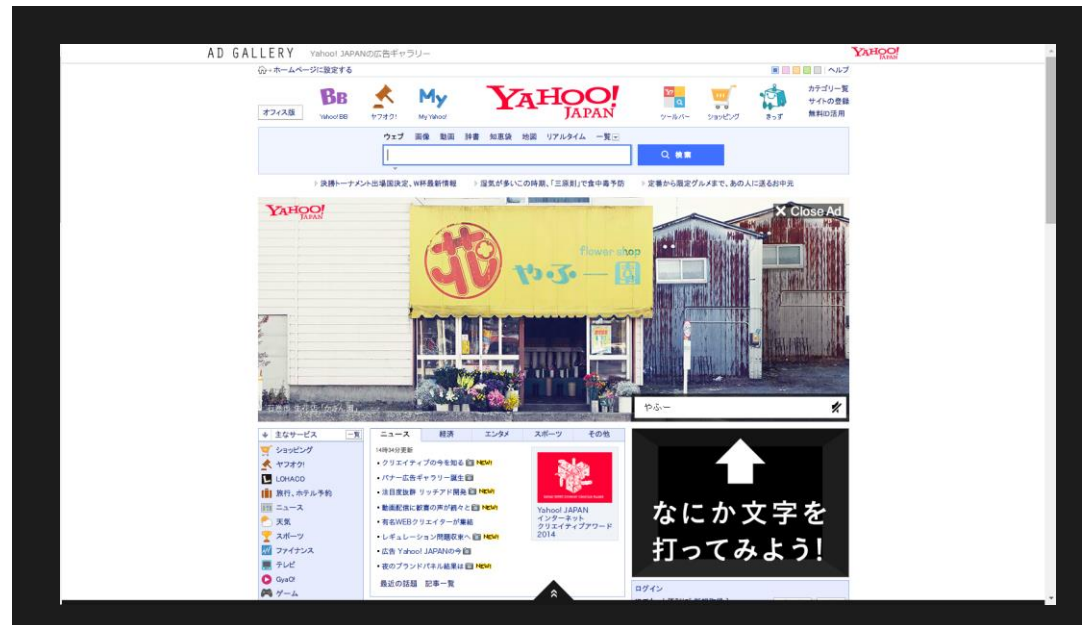 AD GALLERY Yahoo! JAPANの広告ギャラリー YAHOO! JAPAN
ホームページに設定する ヘルプ
オフィス版
BB
Yahoo! BB
ヤフオク!
My
My Yahoo!
YAHOO!
JAPAN
ツールバー
ショッピング
きっず
カテゴリ一覧
サイトの登録
無料IDの活用
ウェブ 画像 動画 辞書 知恵袋 地図 リアルタイム 一覧
検索
決勝トーナメント出場国決定、W杯最新情報 湿気が多いこの時期、「三原則」で食中毒予防 定番から限定グルメまで、あの人に送るお中元
YAHOO!
JAPAN
X Close Ad
flower shop
花 やふー園
やふー
主なサービス 一覧
ショッピング
ヤフオク!
LOHACO
旅行、ホテル予約
ニュース
天気
スポーツ
ファイナンス
テレビ
GyaO!
ゲーム
ニュース 経済 エンタメ スポーツ その他
14時34分更新
クリエイティブの今を知る NEW!
バナー広告ギャラリー誕生
注目度抜群 リッチアド開発 NEW!
動画配信に歓喜の声が続々と NEW!
有名WEBクリエイターが集結
レギュレーション問題収束へ NEW!
広告 Yahoo! JAPANの今
夜のブランドパネル結果は NEW!
最近の話題 記事一覧
Yahoo! JAPAN
インターネット
クリエイティブアワード
2014
なにか文字を
打ってみよう!
ログイン